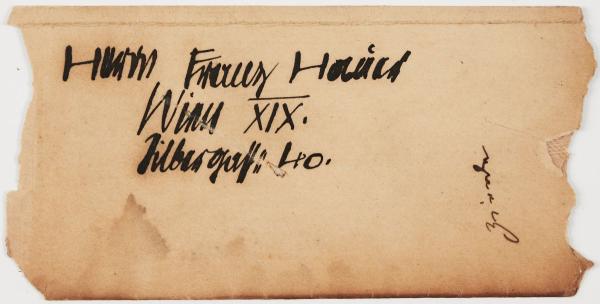 Herrn Franz Hauer
Wien XIX.
Silbergasse 40.